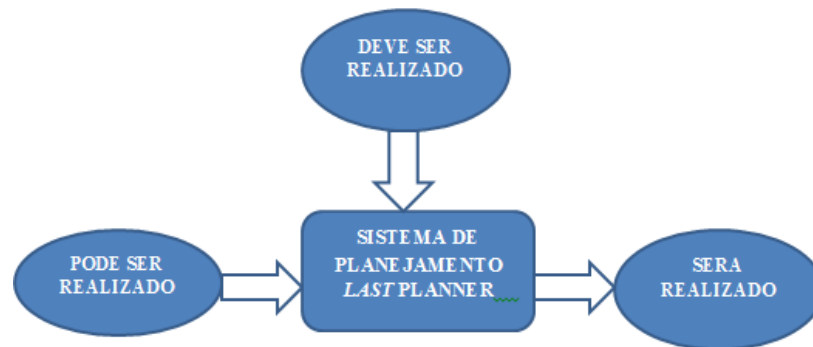 DEVE SER
REALIZADO
PODE SER
REALIZADO
SISTEMA DE
PLANEJAMENTO
LAST PLANNER
SERA
REALIZADO